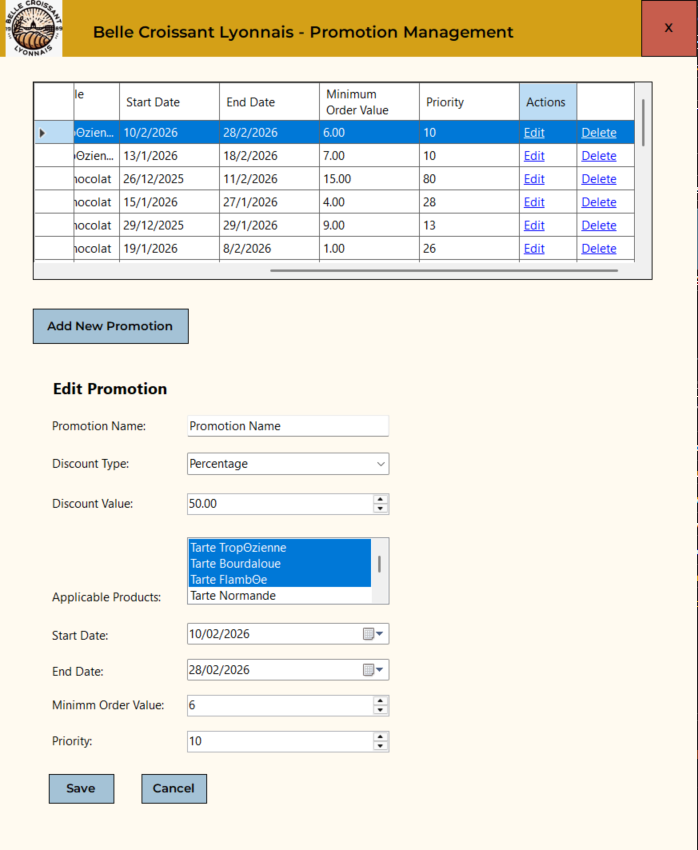 BELLE CROISSANT
LYONNAIS
Belle Croissant Lyonnais - Promotion Management
X
le Start Date End Date Minimum Order Value Priority Actions
ɵzien... 10/2/2026 28/2/2026 6.00 10 Edit Delete
ɵzien... 13/1/2026 18/2/2026 7.00 10 Edit Delete
hocolat 26/12/2025 11/2/2026 15.00 80 Edit Delete
hocolat 15/1/2026 27/1/2026 4.00 28 Edit Delete
hocolat 29/12/2025 29/1/2026 9.00 13 Edit Delete
hocolat 19/1/2026 8/2/2026 1.00 26 Edit Delete
Add New Promotion
Edit Promotion
Promotion Name: Promotion Name
Discount Type: Percentage
Discount Value: 50.00
Tarte TropΘzienne
Tarte Bourdaloue
Tarte FlambΘe
Applicable Products: Tarte Normande
Start Date: 10/02/2026
End Date: 28/02/2026
Minimm Order Value: 6
Priority: 10
Save Cancel